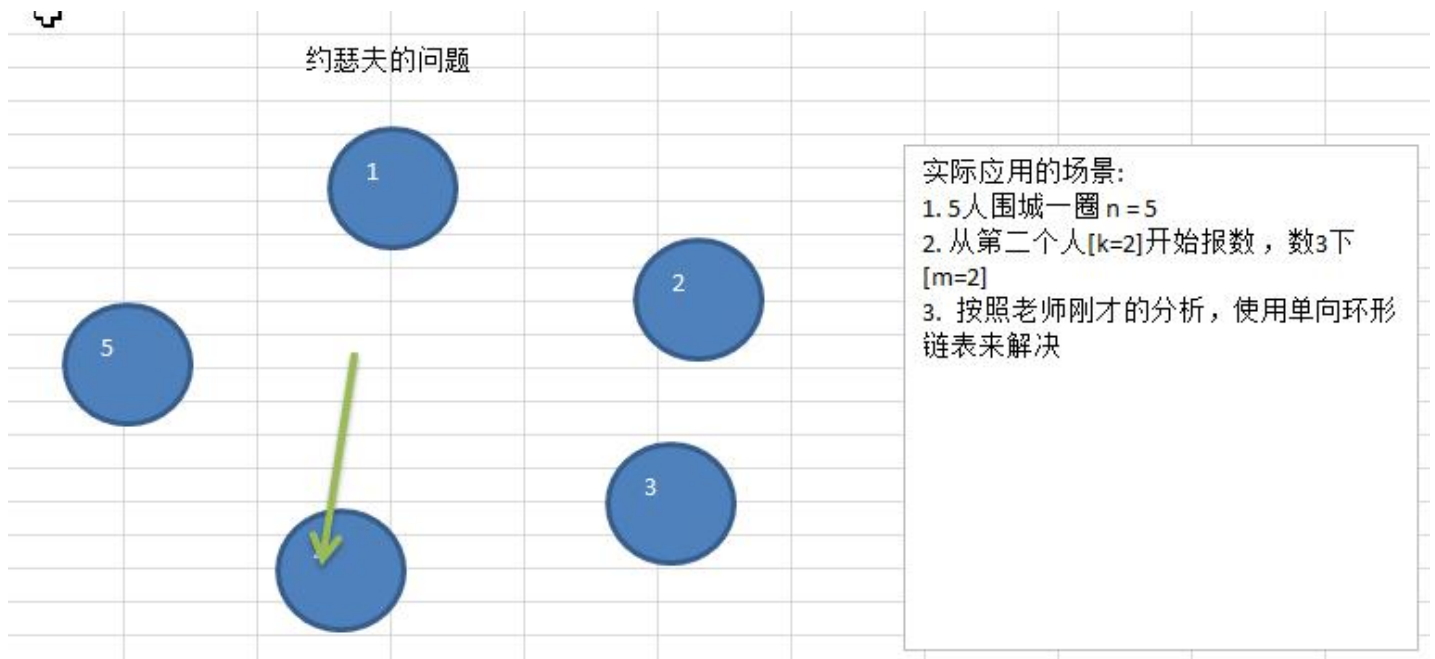 约瑟夫的问题
1
2
5
3
实际应用的场景:
1. 5人围城一圈 n = 5
2. 从第二个人[k=2]开始报数，数3下
[m=2]
3. 按照老师刚才的分析，使用单向环形
链表来解决